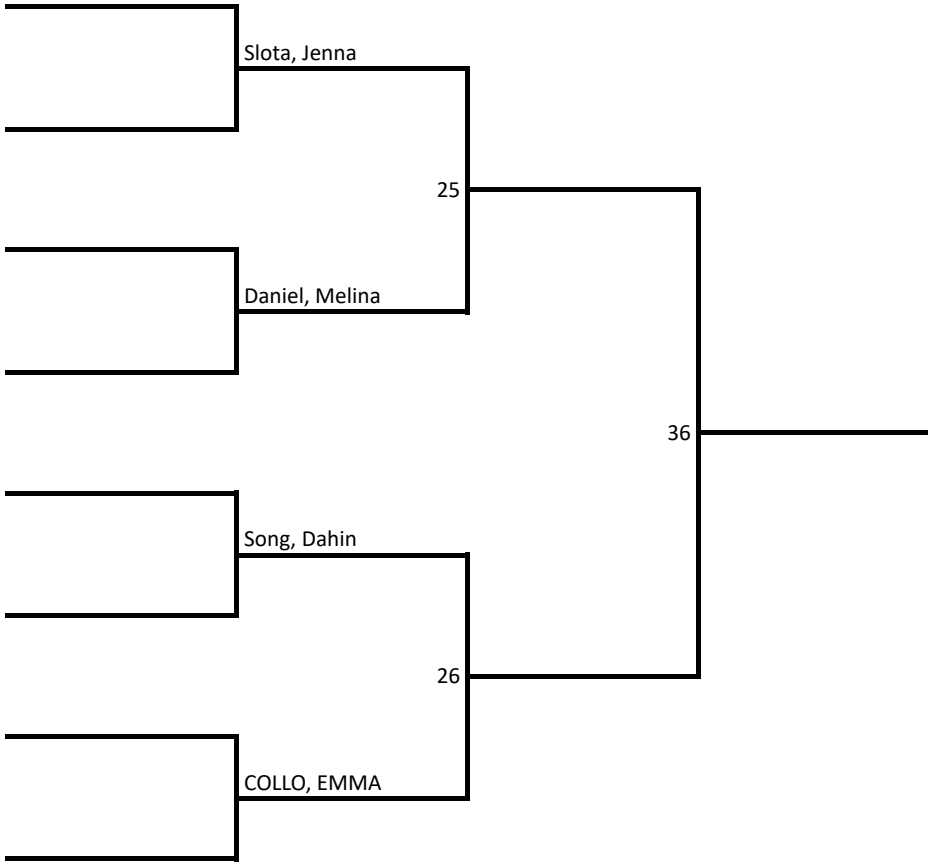 Slota, Jenna
25
Daniel, Melina
36
Song, Dahin
26
COLLO, EMMA